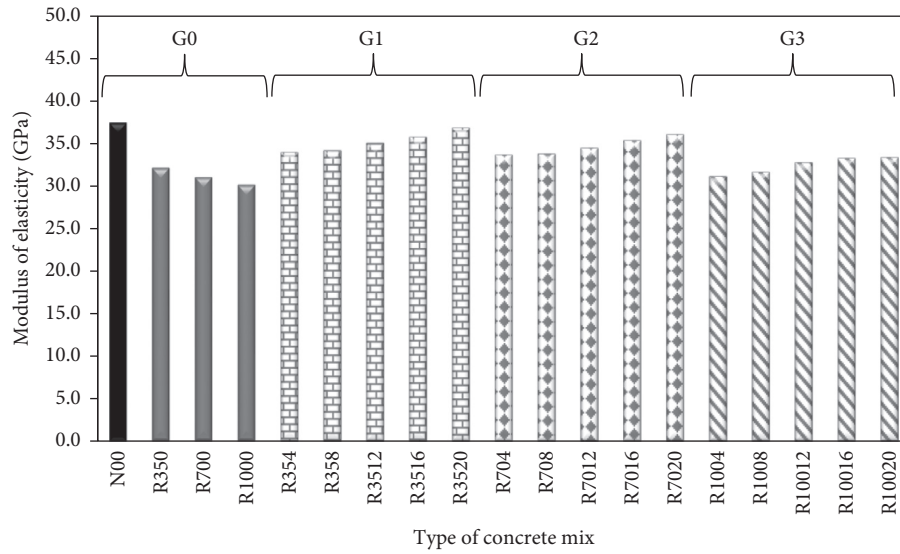 50.0
45.0
40.0
35.0
30.0
25.0
20.0
15.0
10.0
5.0
0.0
Modulus of elasticity (GPa)
G0 G1 G2 G3
N00 R350 R700 R1000 R354 R358 R3512 R3516 R3520 R704 R708 R7012 R7016 R7020 R1004 R1008 R10012 R10016 R10020
Type of concrete mix